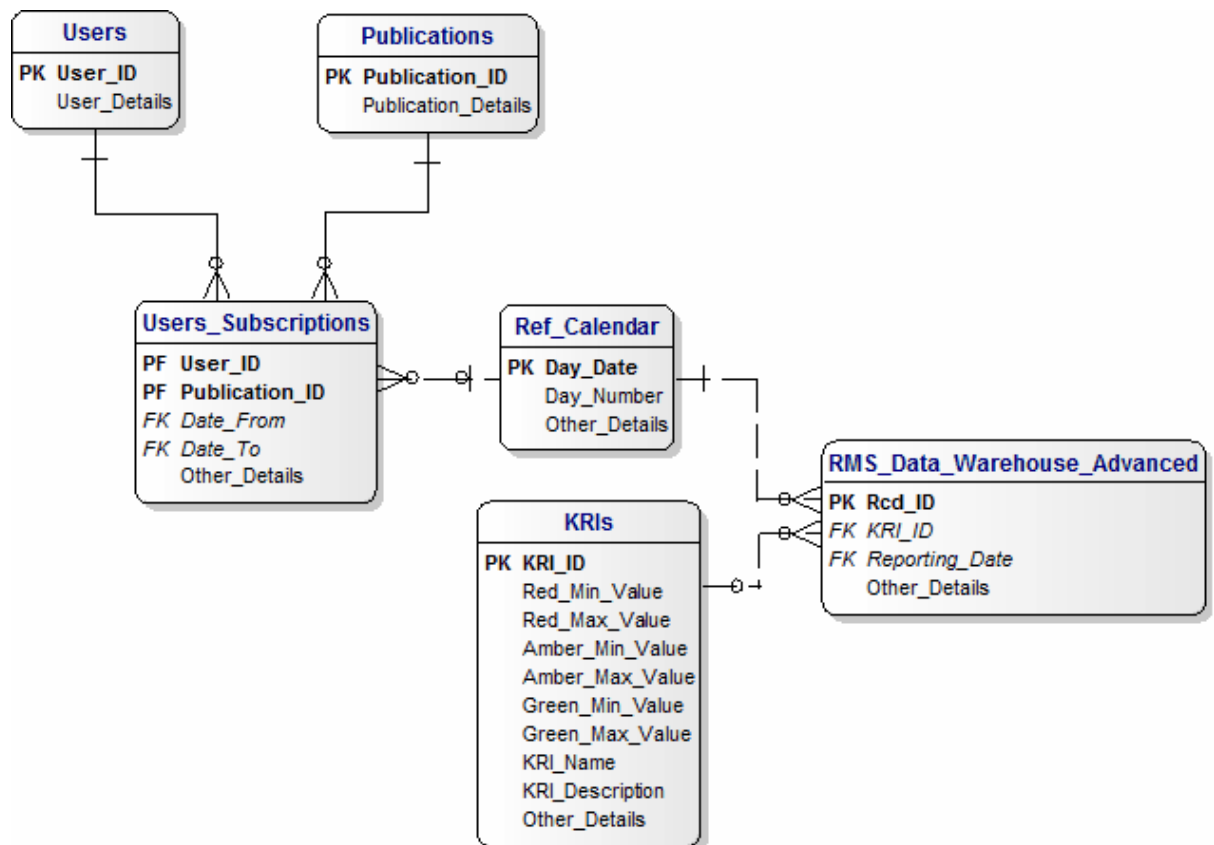 Users
PK User_ID
User_Details
Publications
PK Publication_ID
Publication_Details
Users_Subscriptions
PF User_ID
PF Publication_ID
FK Date_From
FK Date_To
Other_Details
Ref_Calendar
PK Day_Date
Day_Number
Other_Details
RMS_Data_Warehouse_Advanced
PK Rcd_ID
FK KRI_ID
FK Reporting_Date
Other_Details
KRIs
PK KRI_ID
Red_Min_Value
Red_Max_Value
Amber_Min_Value
Amber_Max_Value
Green_Min_Value
Green_Max_Value
KRI_Name
KRI_Description
Other_Details